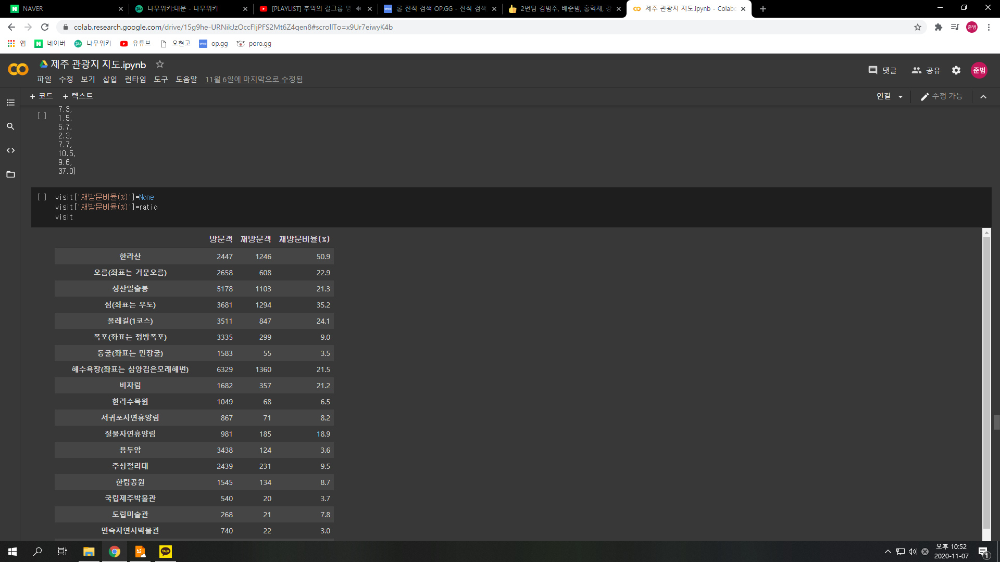 NAVER
나무위키:대문 - 나무위키
[PLAYLIST] 추억의 걸그룹 명
롤 전적 검색 OP.GG - 전적 검색
2번팀 김범주, 배준범, 홍혁재, 강
제주 관광지 지도.ipynb - Colabo
colab.research.google.com/drive/15g9he-URNikJzOccFIjPFS2Mt6Z4qen8#scrollTo=x9Ur7eiwyK4b
준범
앱 네이버 나무위키 유튜브 오현고 op.gg poro.gg
제주 관광지 지도.ipynb
댓글 공유 준범
파일 수정 보기 삽입 런타임 도구 도움말 11월 6일에 마지막으로 수정됨
+ 코드 + 텍스트 연결 수정 가능
7.3,
[ ] 1.5,
5.7,
2.3,
7.7,
10.5,
9.6,
37.0]
[ ] visit['재방문비율(%)']=None
visit['재방문비율(%)']=ratio
visit
방문객 재방문객 재방문비율(%)
한라산 2447 1246 50.9
오름(좌표는 거문오름) 2658 608 22.9
성산일출봉 5178 1103 21.3
섬(좌표는 우도) 3681 1294 35.2
올레길(1코스) 3511 847 24.1
폭포(좌표는 정방폭포) 3335 299 9.0
동굴(좌표는 만장굴) 1583 55 3.5
해수욕장(좌표는 삼양검은모래해변) 6329 1360 21.5
비자림 1682 357 21.2
한라수목원 1049 68 6.5
서귀포자연휴양림 867 71 8.2
절물자연휴양림 981 185 18.9
용두암 3438 124 3.6
주상절리대 2439 231 9.5
한림공원 1545 134 8.7
국립제주박물관 540 20 3.7
도립미술관 268 21 7.8
민속자연사박물관 740 22 3.0
TALK
오후 10:52
2020-11-07
1